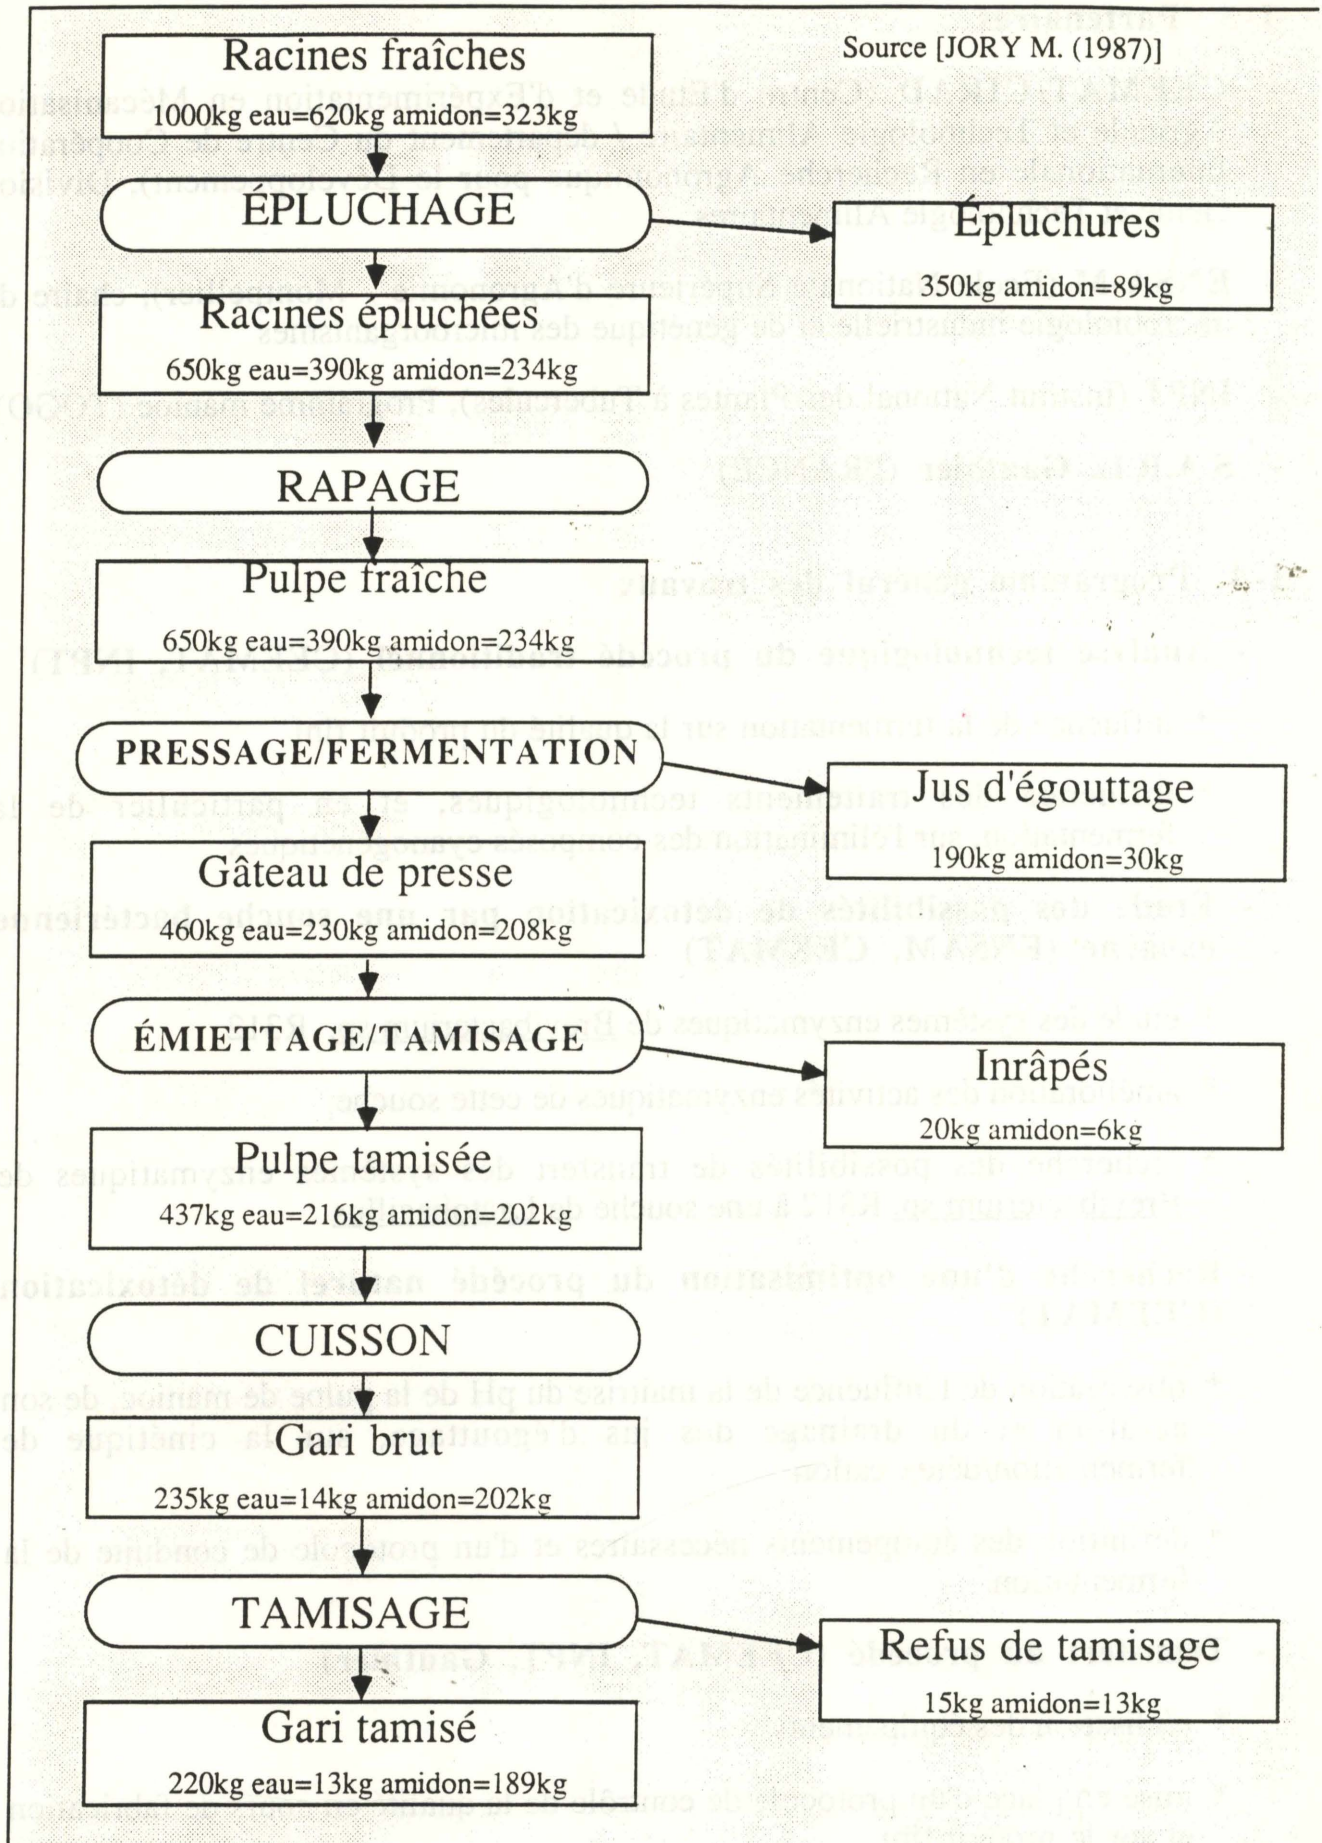 Source [JORY M. (1987)]
Racines fraîches
1000kg eau=620kg amidon=323kg
ÉPLUCHAGE
Épluchures
350kg amidon=89kg
Racines épluchées
650kg eau=390kg amidon=234kg
RAPAGE
Pulpe fraîche
650kg eau=390kg amidon=234kg
PRESSAGE/FERMENTATION
Jus d'égouttage
190kg amidon=30kg
Gâteau de presse
460kg eau=230kg amidon=208kg
ÉMIETTAGE/TAMISAGE
Inrâpés
20kg amidon=6kg
Pulpe tamisée
437kg eau=216kg amidon=202kg
CUISSON
Gari brut
235kg eau=14kg amidon=202kg
TAMISAGE
Refus de tamisage
15kg amidon=13kg
Gari tamisé
220kg eau=13kg amidon=189kg